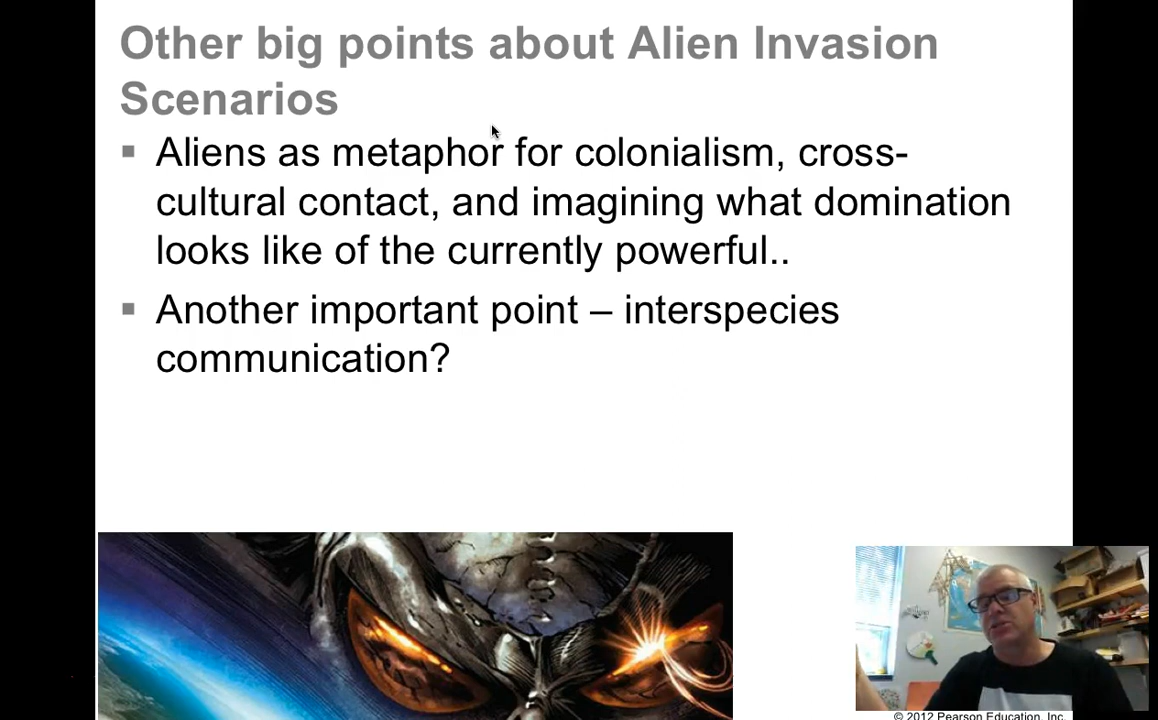 Other big points about Alien Invasion
Scenarios
▪ Aliens as metaphor for colonialism, cross-
cultural contact, and imagining what domination
looks like of the currently powerful..
▪ Another important point – interspecies
communication?
© 2012 Pearson Education, Inc.